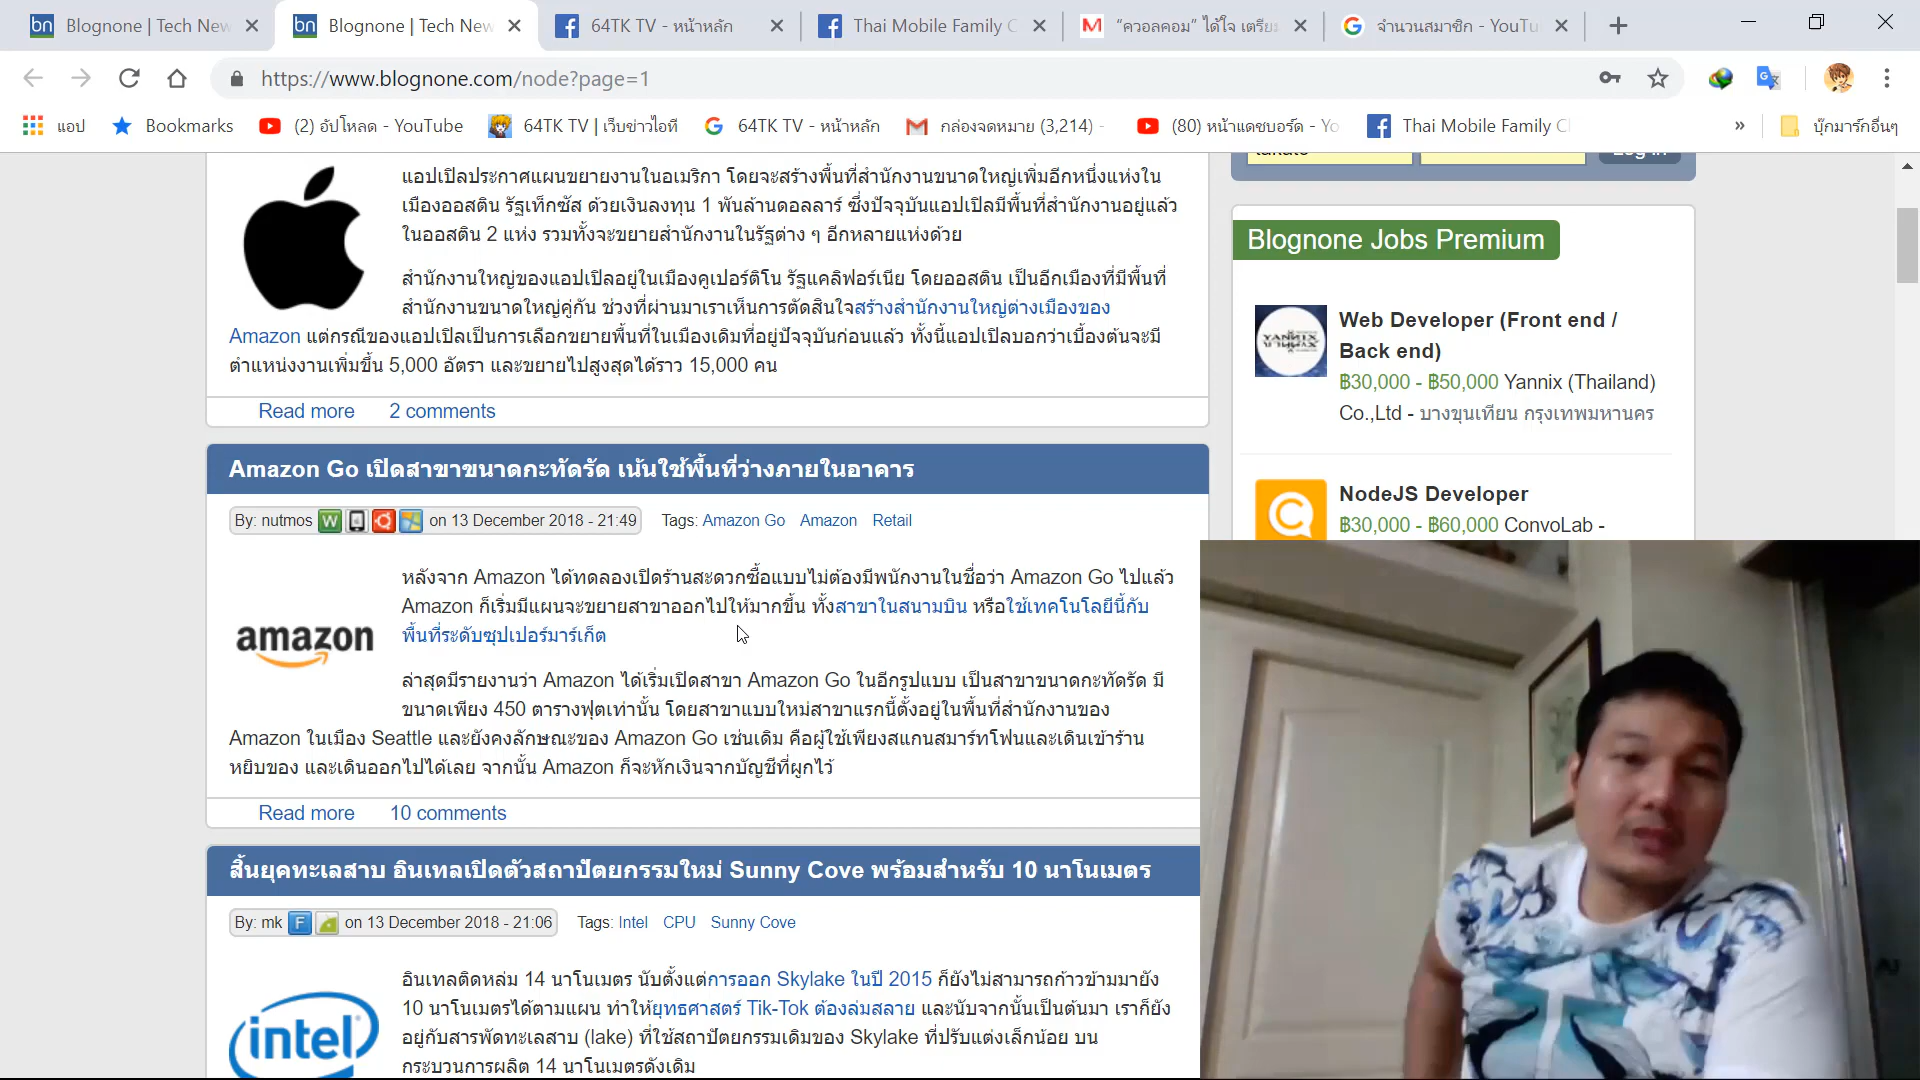 Blognone | Tech New
Blognone | Tech New
64TK TV - หน้าหลัก
Thai Mobile Family C
"ควอลคอม" ได้ใจ เตรีย
จำนวนสมาชิก - YouTu
https://www.blognone.com/node?page=1
แอป
Bookmarks
(2) อัปโหลด - YouTube
64TK TV | เว็บข่าวไอที
64TK TV - หน้าหลัก
กล่องจดหมาย (3,214) -
(80) หน้าแดชบอร์ด - Yo
Thai Mobile Family Cl
»
บุ๊กมาร์กอื่นๆ
แอปเปิลประกาศแผนขยายงานในอเมริกา โดยจะสร้างพื้นที่สำนักงานขนาดใหญ่เพิ่มอีกหนึ่งแห่งใน
เมืองออสติน รัฐเท็กซัส ด้วยเงินลงทุน 1 พันล้านดอลลาร์ ซึ่งปัจจุบันแอปเปิลมีพื้นที่สำนักงานอยู่แล้ว
ในออสติน 2 แห่ง รวมทั้งจะขยายสำนักงานในรัฐต่าง ๆ อีกหลายแห่งด้วย
สำนักงานใหญ่ของแอปเปิลอยู่ในเมืองคูเปอร์ติโน รัฐแคลิฟอร์เนีย โดยออสติน เป็นอีกเมืองที่มีพื้นที่
สำนักงานขนาดใหญ่คู่กัน ช่วงที่ผ่านมาเราเห็นการตัดสินใจสร้างสำนักงานใหญ่ต่างเมืองของ
Amazon แต่กรณีของแอปเปิลเป็นการเลือกขยายพื้นที่ในเมืองเดิมที่อยู่ปัจจุบันก่อนแล้ว ทั้งนี้แอปเปิลบอกว่าเบื้องต้นจะมี
ตำแหน่งงานเพิ่มขึ้น 5,000 อัตรา และขยายไปสูงสุดได้ราว 15,000 คน
Read more 2 comments
Amazon Go เปิดสาขาขนาดกะทัดรัด เน้นใช้พื้นที่ว่างภายในอาคาร
By: nutmos W on 13 December 2018 - 21:49 Tags: Amazon Go Amazon Retail
หลังจาก Amazon ได้ทดลองเปิดร้านสะดวกซื้อแบบไม่ต้องมีพนักงานในชื่อว่า Amazon Go ไปแล้ว
Amazon ก็เริ่มมีแผนจะขยายสาขาออกไปให้มากขึ้น ทั้งสาขาในสนามบิน หรือใช้เทคโนโลยีนี้กับ
พื้นที่ระดับซุปเปอร์มาร์เก็ต
amazon
ล่าสุดมีรายงานว่า Amazon ได้เริ่มเปิดสาขา Amazon Go ในอีกรูปแบบ เป็นสาขาขนาดกะทัดรัด มี
ขนาดเพียง 450 ตารางฟุตเท่านั้น โดยสาขาแบบใหม่สาขาแรกนี้ตั้งอยู่ในพื้นที่สำนักงานของ
Amazon ในเมือง Seattle และยังคงลักษณะของ Amazon Go เช่นเดิม คือผู้ใช้เพียงสแกนสมาร์ทโฟนและเดินเข้าร้าน
หยิบของ และเดินออกไปได้เลย จากนั้น Amazon ก็จะหักเงินจากบัญชีที่ผูกไว้
Read more 10 comments
สิ้นยุคทะเลสาบ อินเทลเปิดตัวสถาปัตยกรรมใหม่ Sunny Cove พร้อมสำหรับ 10 นาโนเมตร
By: mk F on 13 December 2018 - 21:06 Tags: Intel CPU Sunny Cove
อินเทลติดหล่ม 14 นาโนเมตร นับตั้งแต่การออก Skylake ในปี 2015 ก็ยังไม่สามารถก้าวข้ามมายัง
10 นาโนเมตรได้ตามแผน ทำให้ยุทธศาสตร์ Tik-Tok ต้องล่มสลาย และนับจากนั้นเป็นต้นมา เราก็ยัง
อยู่กับสารพัดทะเลสาบ (lake) ที่ใช้สถาปัตยกรรมเดิมของ Skylake ที่ปรับแต่งเล็กน้อย บน
กระบวนการผลิต 14 นาโนเมตรดังเดิม
intel
Log in
Blognone Jobs Premium
YANNIX
Web Developer (Front end /
Back end)
฿30,000 - ฿50,000 Yannix (Thailand)
Co.,Ltd - บางขุนเทียน กรุงเทพมหานคร
NodeJS Developer
฿30,000 - ฿60,000 ConvoLab -